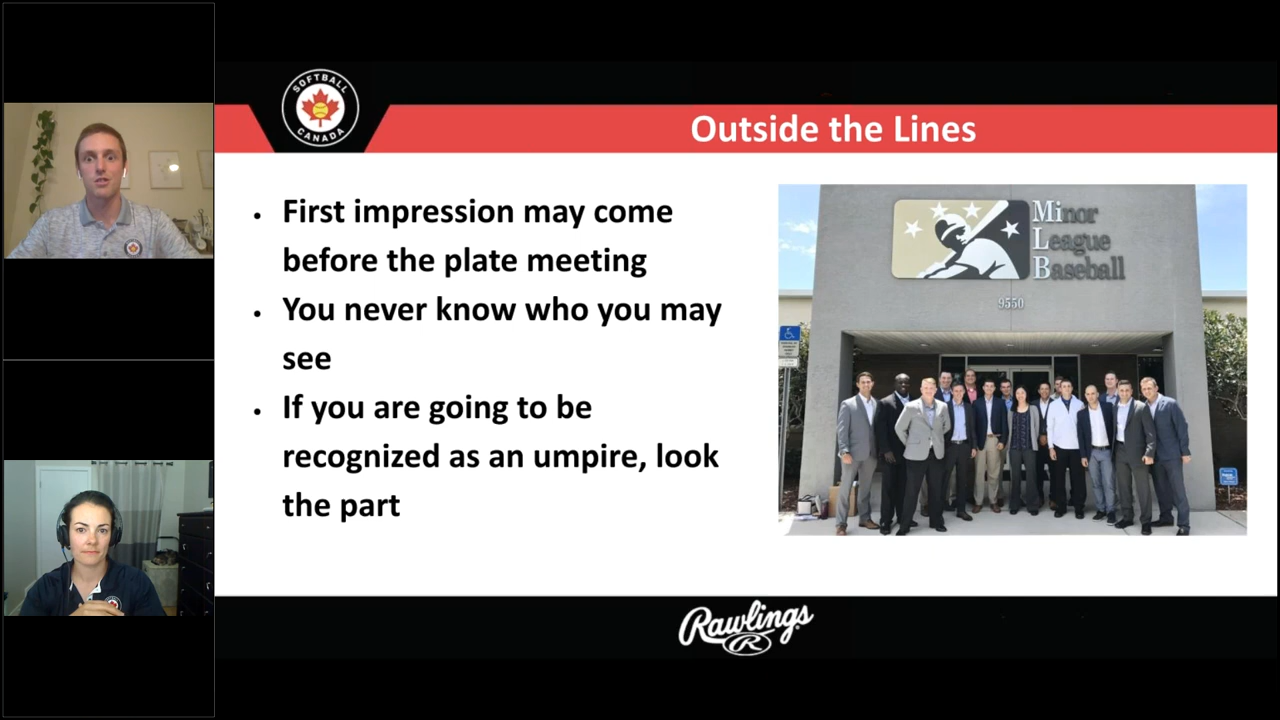 SOFTBALL
CANADA
Outside the Lines
• First impression may come
before the plate meeting
• You never know who you may
see
• If you are going to be
recognized as an umpire, look
the part
Minor
League
Baseball
9550
Rawlings
R